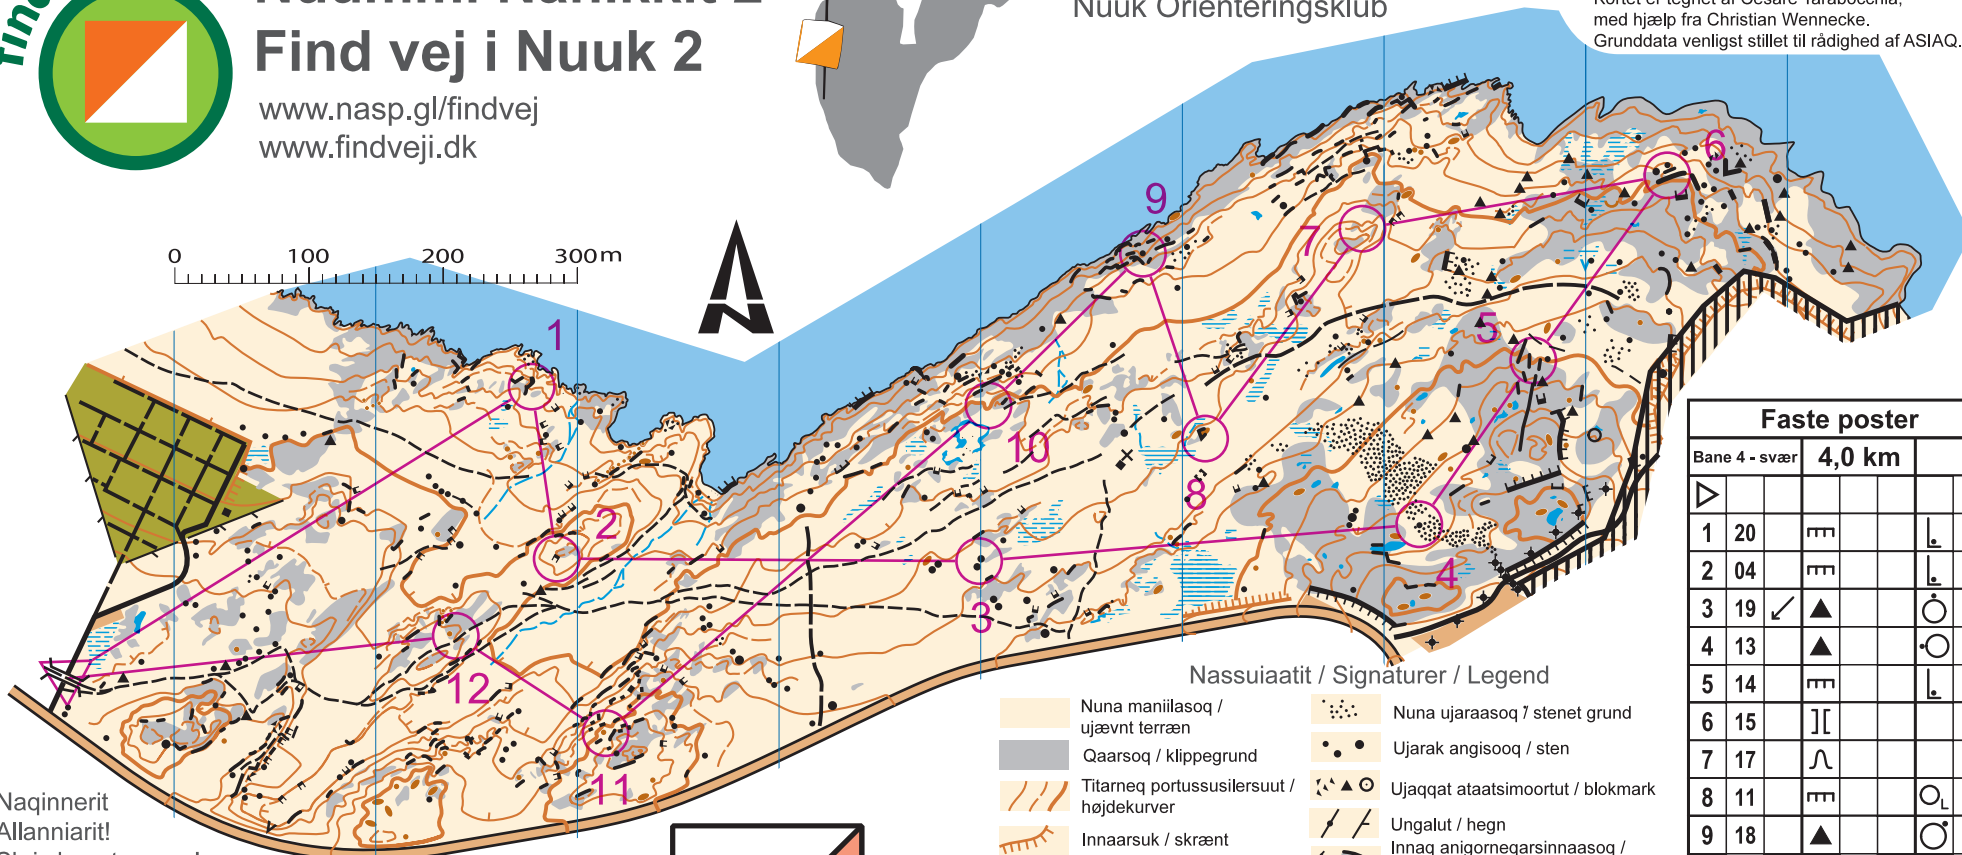 find
Find vej i Nuuk 2
www.nasp.gl/findvej
www.findveji.dk
Nuuk Orienteringsklub
med hjælp fra Christian Wennecke.
Grunddata venligst stillet til rådighed af ASIAQ.
0 100 200 300m
N
1
2
3
4
5
6
7
8
9
10
11
12
Faste poster
Bane 4 - svær 4,0 km
1 20
2 04
3 19
4 13
5 14
6 15
7 17
8 11
9 18
Nassuiaatit / Signaturer / Legend
Nuna maniilasoq /
ujævnt terræn
Qaarsoq / klippegrund
Titarneq portussusilersuut /
højdekurver
Innaarsuk / skrænt
Nuna ujaraasoq / stenet grund
Ujarak angisooq / sten
Ujaqqat ataatsimoortut / blokmark
Ungalut / hegn
Innaq anigorneqarsinnaasoq /
Naqinnerit
Allanniarit!